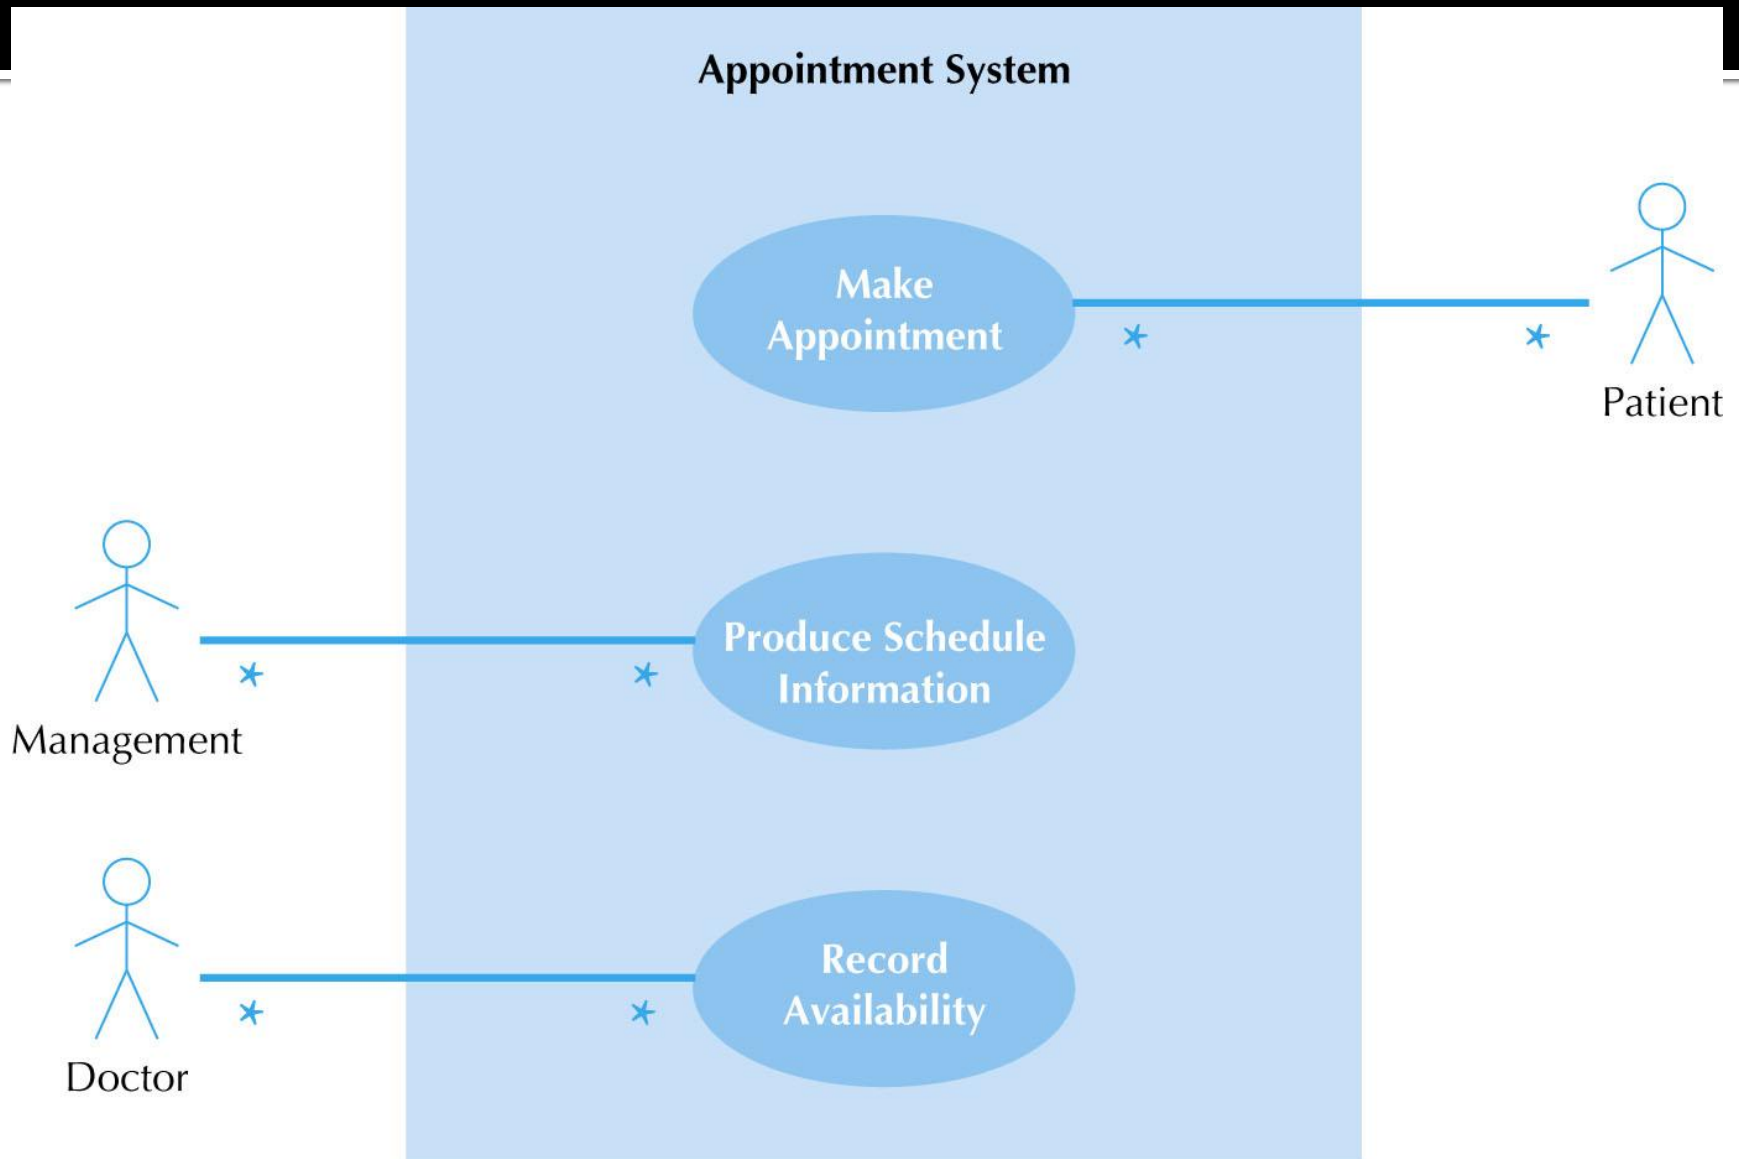 Appointment System
Make
Appointment
*
*
Patient
Produce Schedule
Information
*
*
Management
Record
Availability
*
*
Doctor